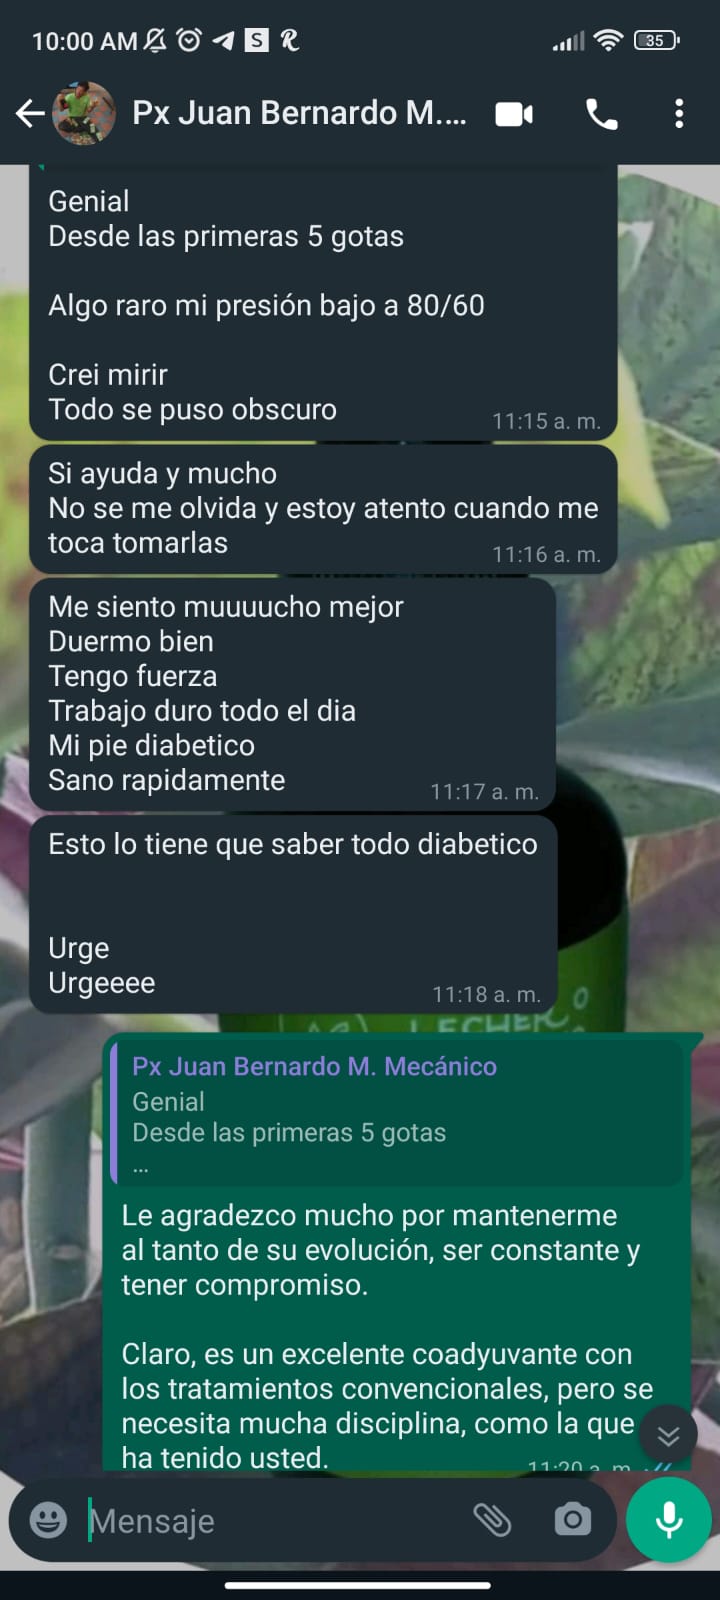 10:00 AM
35
Px Juan Bernardo M....
Genial
Desde las primeras 5 gotas
Algo raro mi presión bajo a 80/60
Crei mirir
Todo se puso obscuro
11:15 a. m.
Si ayuda y mucho
No se me olvida y estoy atento cuando me
toca tomarlas
11:16 a. m.
Me siento muuuucho mejor
Duermo bien
Tengo fuerza
Trabajo duro todo el dia
Mi pie diabetico
Sano rapidamente
11:17 a. m.
Esto lo tiene que saber todo diabetico
Urge
Urgeeee
11:18 a. m.
Px Juan Bernardo M. Mecánico
Genial
Desde las primeras 5 gotas
...
Le agradezco mucho por mantenerme
al tanto de su evolución, ser constante y
tener compromiso.
Claro, es un excelente coadyuvante con
los tratamientos convencionales, pero se
necesita mucha disciplina, como la que
ha tenido usted.
11:20 a. m.
Mensaje